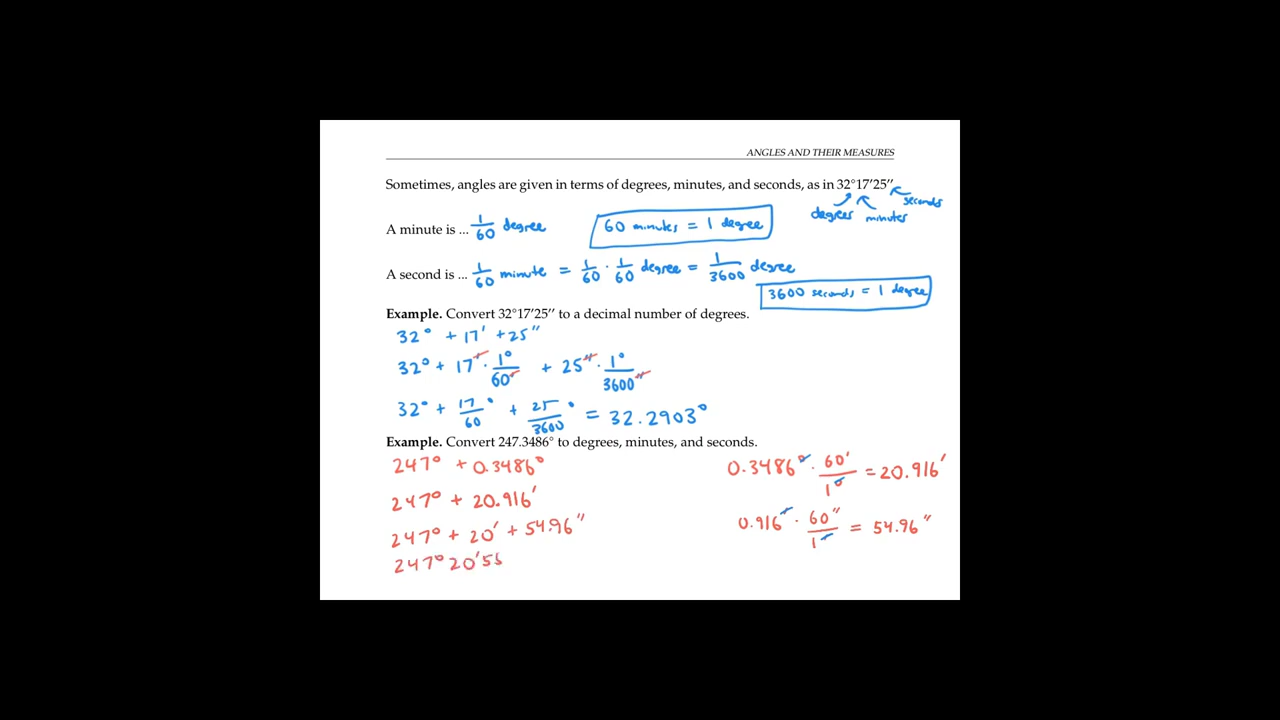 ANGLES AND THEIR MEASURES
Sometimes, angles are given in terms of degrees, minutes, and seconds, as in 32°17′25″
degrees minutes seconds
A minute is ... 1/60 degree 60 minutes = 1 degree
A second is ... 1/60 minute = 1/60 · 1/60 degree = 1/3600 degree
3600 seconds = 1 degree
Example. Convert 32°17′25″ to a decimal number of degrees.
32° + 17′ + 25″
32° + 17′ · 1°/60′ + 25″ · 1°/3600″
32° + 17/60° + 25/3600° = 32.2903°
Example. Convert 247.3486° to degrees, minutes, and seconds.
247° + 0.3486° 0.3486° · 60′/1° = 20.916′
247° + 20.916′
247° + 20′ + 54.96″ 0.916′ · 60″/1′ = 54.96″
247° 20′55